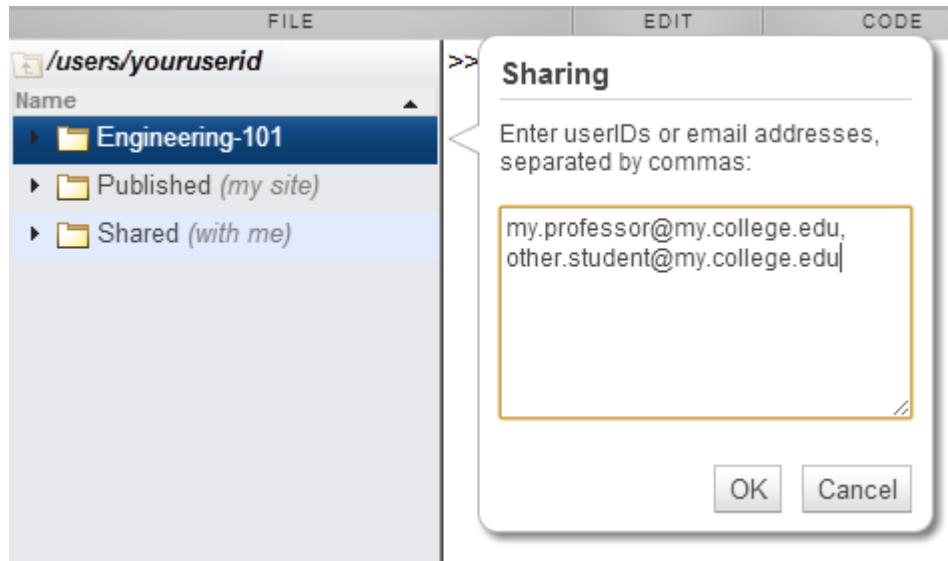 FILE EDIT CODE
/users/youruserid
Name
Engineering-101
Published (my site)
Shared (with me)
>>
Sharing
Enter userIDs or email addresses,
separated by commas:
my.professor@my.college.edu,
other.student@my.college.edu
OK Cancel